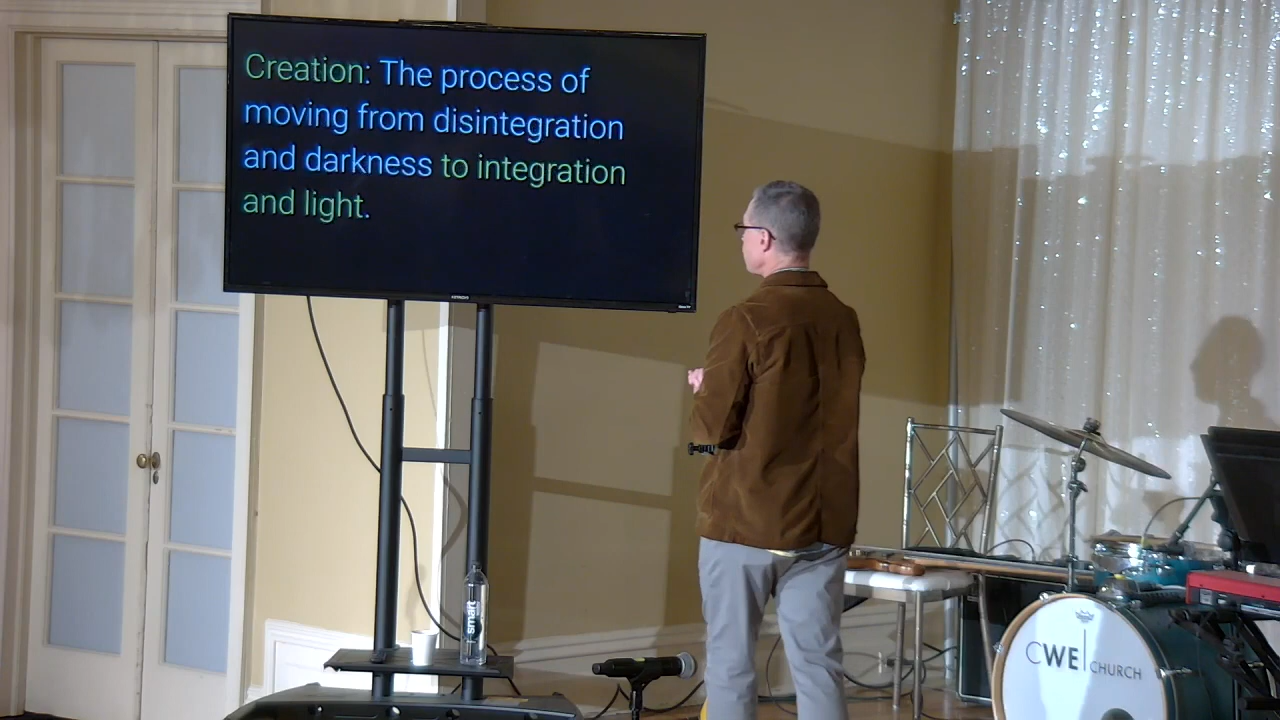 Creation: The process of
moving from disintegration
and darkness to integration
and light.
smart
CWE CHURCH